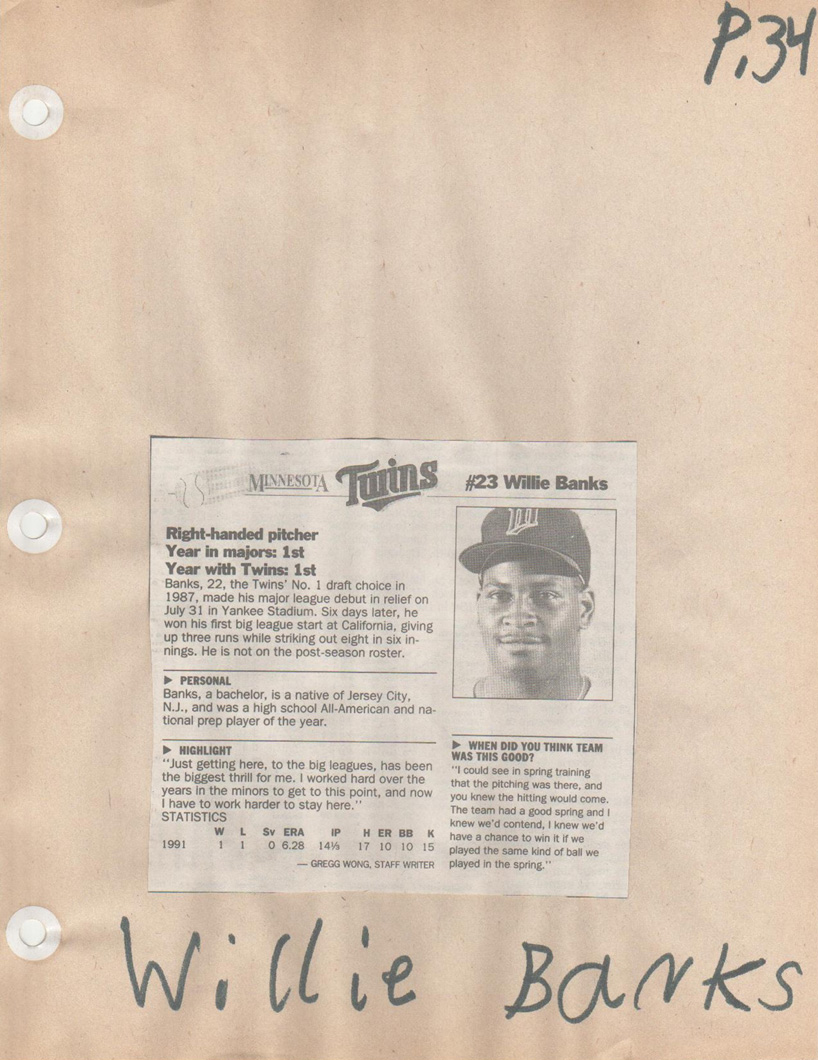 P.34
MINNESOTA Twins #23 Willie Banks
Right-handed pitcher
Year in majors: 1st
Year with Twins: 1st
Banks, 22, the Twins' No. 1 draft choice in
1987, made his major league debut in relief on
July 31 in Yankee Stadium. Six days later, he
won his first big league start at California, giving
up three runs while striking out eight in six in-
nings. He is not on the post-season roster.
▶ PERSONAL
Banks, a bachelor, is a native of Jersey City,
N.J., and was a high school All-American and na-
tional prep player of the year.
▶ HIGHLIGHT
"Just getting here, to the big leagues, has been
the biggest thrill for me. I worked hard over the
years in the minors to get to this point, and now
I have to work harder to stay here."
STATISTICS
W L Sv ERA IP H ER BB K
1991 1 1 0 6.28 14⅓ 17 10 10 15
— GREGG WONG, STAFF WRITER
▶ WHEN DID YOU THINK TEAM
WAS THIS GOOD?
"I could see in spring training
that the pitching was there, and
you knew the hitting would come.
The team had a good spring and I
knew we'd contend, I knew we'd
have a chance to win it if we
played the same kind of ball we
played in the spring."
Willie Banks